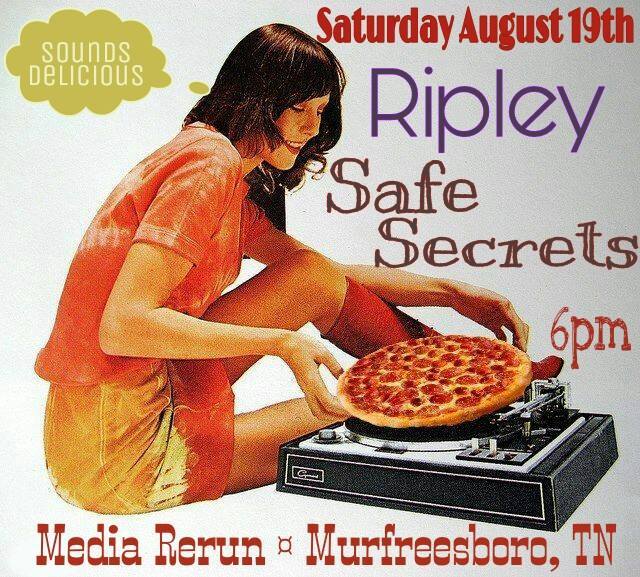 SOUNDS
DELICIOUS
Saturday August 19th
Ripley
Safe
Secrets
6pm
Media Rerun ¤ Murfreesboro, TN